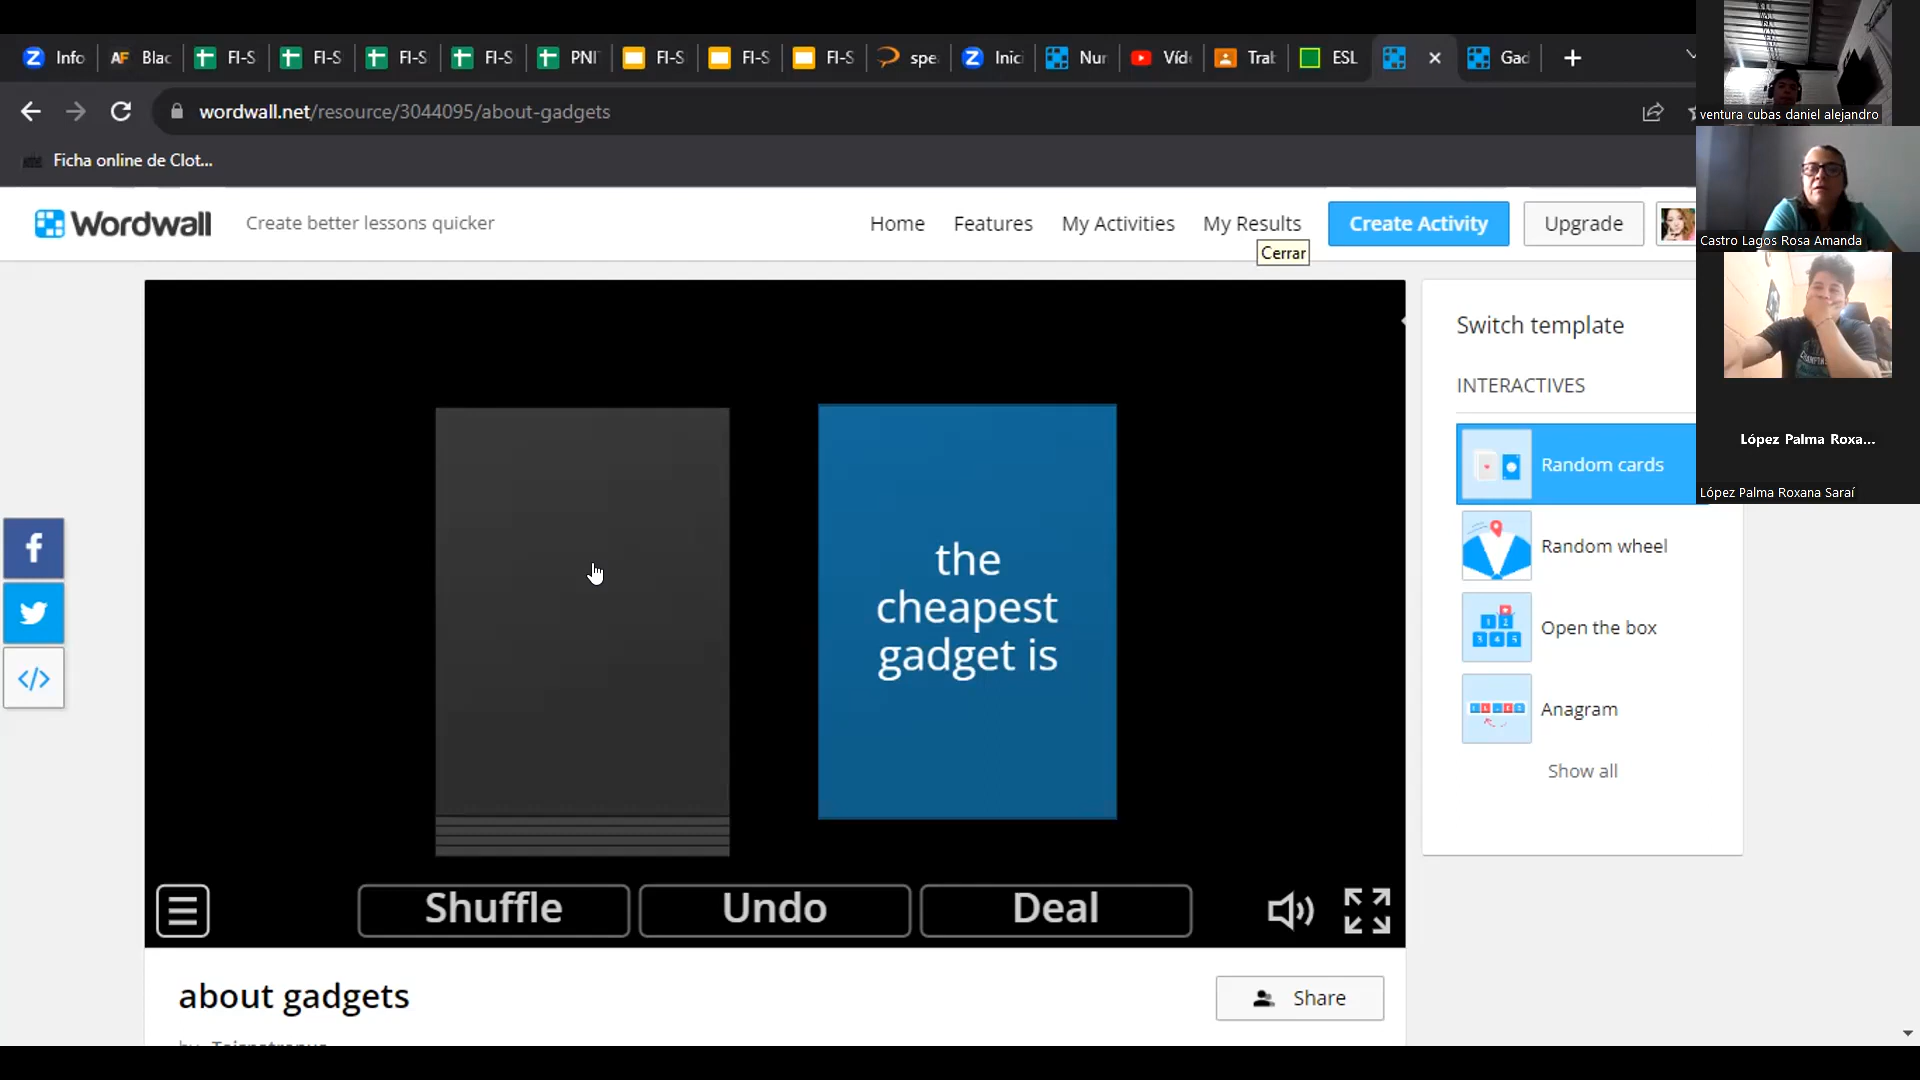 Info
AF Blac
FI-S
FI-S
FI-S
FI-S
PNI
FI-S
FI-S
FI-S
spe
Inic
Nur
Víd
Trab
ESL
Gad
wordwall.net/resource/3044095/about-gadgets
Ficha online de Clot...
Wordwall
Create better lessons quicker
Home
Features
My Activities
My Results
Create Activity
Upgrade
Cerrar
the
cheapest
gadget is
Shuffle
Undo
Deal
about gadgets
Share
Switch template
INTERACTIVES
Random cards
Random wheel
Open the box
Anagram
Show all
ventura cubas daniel alejandro
Castro Lagos Rosa Amanda
López Palma Roxa...
López Palma Roxana Saraí